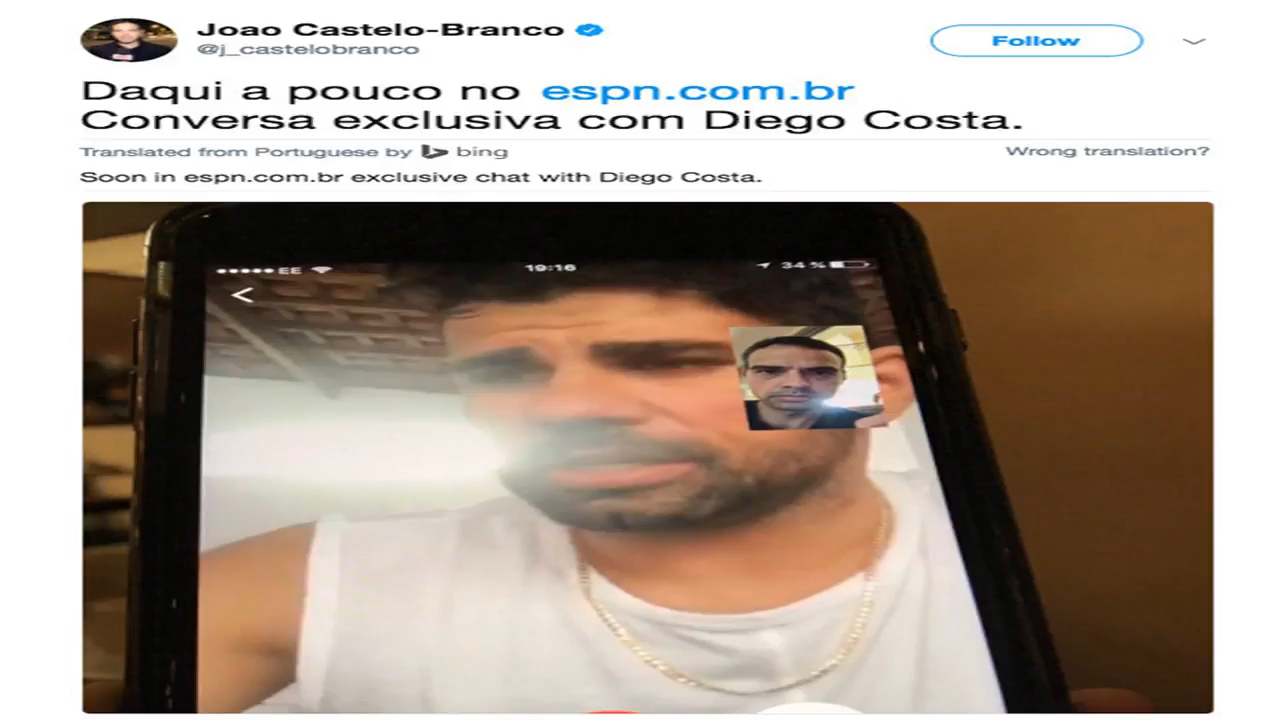 Joao Castelo-Branco
@j_castelobranco
Follow
Daqui a pouco no espn.com.br
Conversa exclusiva com Diego Costa.
Translated from Portuguese by bing
Wrong translation?
Soon in espn.com.br exclusive chat with Diego Costa.
EE 19:16 34 %